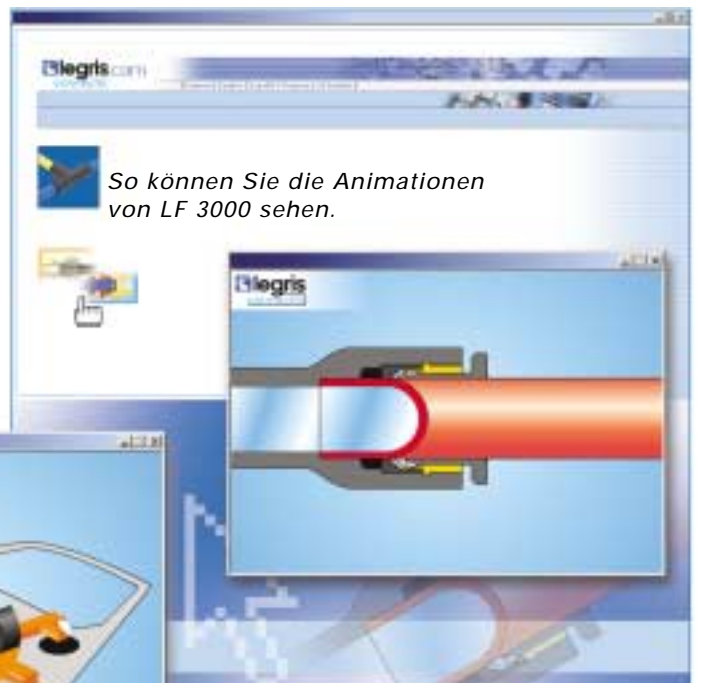 legris.com
So können Sie die Animationen
von LF 3000 sehen.
legris